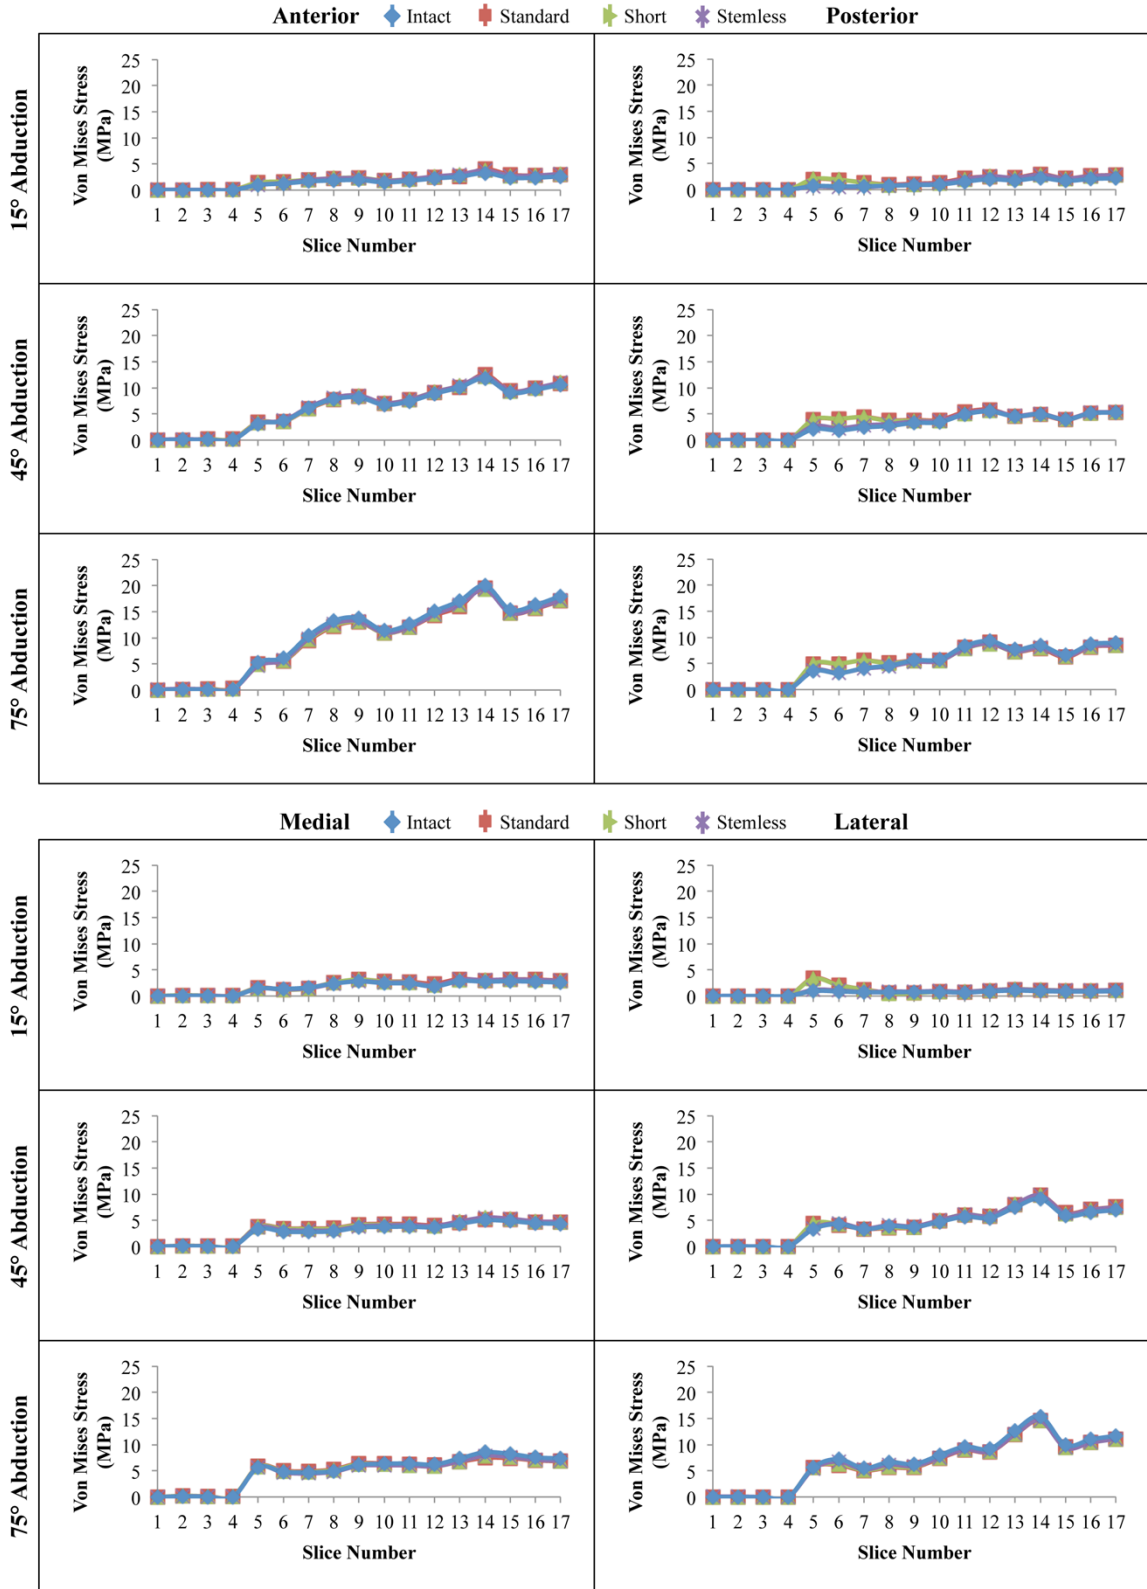 Anterior Intact Standard Short Stemless Posterior
15° Abduction
Von Mises Stress
(MPa)
25
20
15
10
5
0
1 2 3 4 5 6 7 8 9 10 11 12 13 14 15 16 17
Slice Number
Von Mises Stress
(MPa)
25
20
15
10
5
0
1 2 3 4 5 6 7 8 9 10 11 12 13 14 15 16 17
Slice Number
45° Abduction
Von Mises Stress
(MPa)
25
20
15
10
5
0
1 2 3 4 5 6 7 8 9 10 11 12 13 14 15 16 17
Slice Number
Von Mises Stress
(MPa)
25
20
15
10
5
0
1 2 3 4 5 6 7 8 9 10 11 12 13 14 15 16 17
Slice Number
75° Abduction
Von Mises Stress
(MPa)
25
20
15
10
5
0
1 2 3 4 5 6 7 8 9 10 11 12 13 14 15 16 17
Slice Number
Von Mises Stress
(MPa)
25
20
15
10
5
0
1 2 3 4 5 6 7 8 9 10 11 12 13 14 15 16 17
Slice Number
Medial Intact Standard Short Stemless Lateral
15° Abduction
Von Mises Stress
(MPa)
25
20
15
10
5
0
1 2 3 4 5 6 7 8 9 10 11 12 13 14 15 16 17
Slice Number
Von Mises Stress
(MPa)
25
20
15
10
5
0
1 2 3 4 5 6 7 8 9 10 11 12 13 14 15 16 17
Slice Number
45° Abduction
Von Mises Stress
(MPa)
25
20
15
10
5
0
1 2 3 4 5 6 7 8 9 10 11 12 13 14 15 16 17
Slice Number
Von Mises Stress
(MPa)
25
20
15
10
5
0
1 2 3 4 5 6 7 8 9 10 11 12 13 14 15 16 17
Slice Number
75° Abduction
Von Mises Stress
(MPa)
25
20
15
10
5
0
1 2 3 4 5 6 7 8 9 10 11 12 13 14 15 16 17
Slice Number
Von Mises Stress
(MPa)
25
20
15
10
5
0
1 2 3 4 5 6 7 8 9 10 11 12 13 14 15 16 17
Slice Number